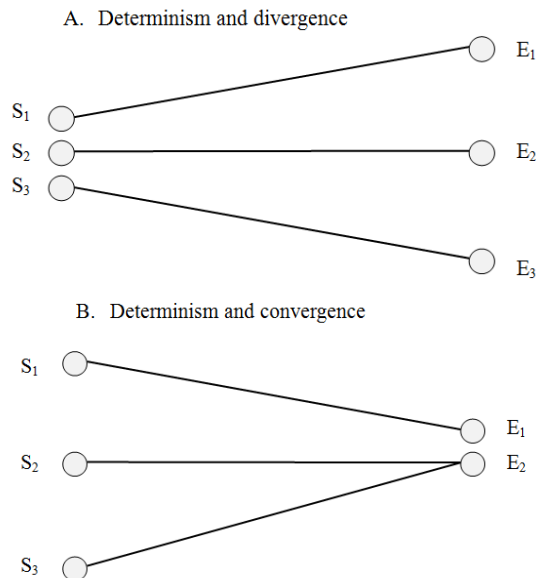 A. Determinism and divergence
E₁
S₁
S₂ E₂
S₃
E₃
B. Determinism and convergence
S₁
E₁
S₂ E₂
S₃